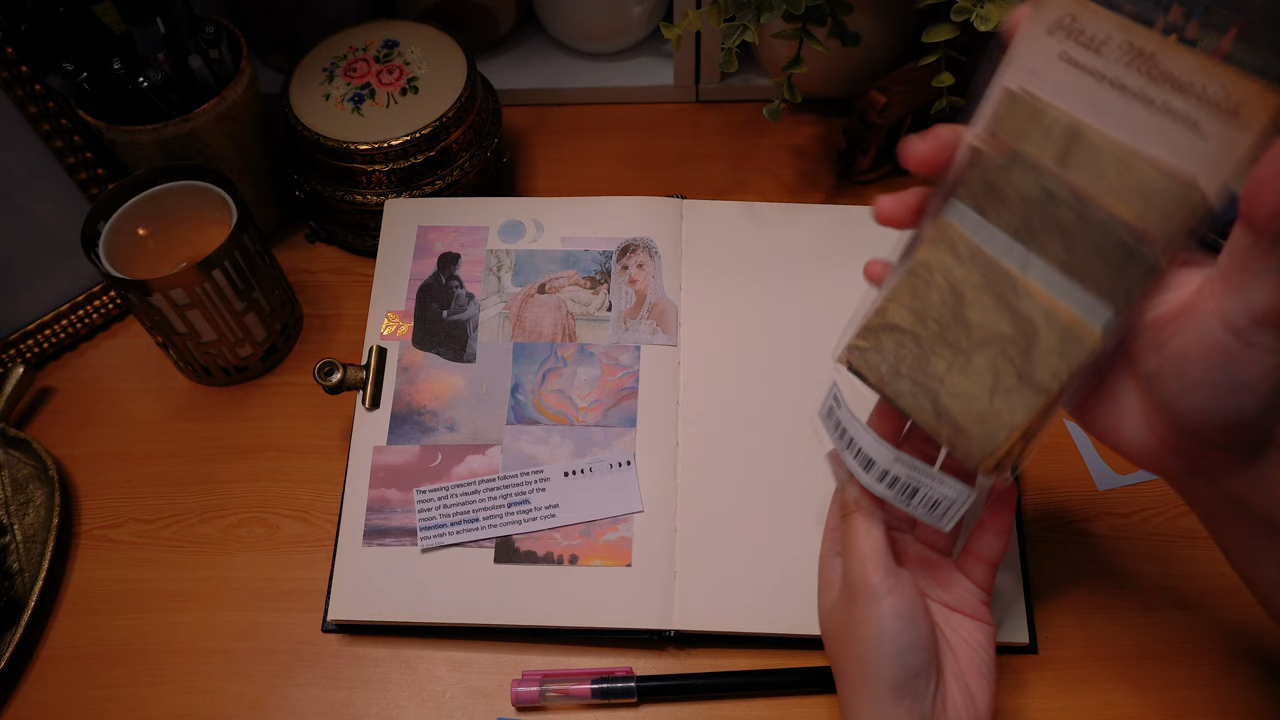 Past Memories
The waxing crescent phase follows the new
moon, and it's visually characterized by a thin
sliver of illumination on the right side of the
moon. This phase symbolizes growth,
intention, and hope, setting the stage for what
you wish to achieve in the coming lunar cycle.